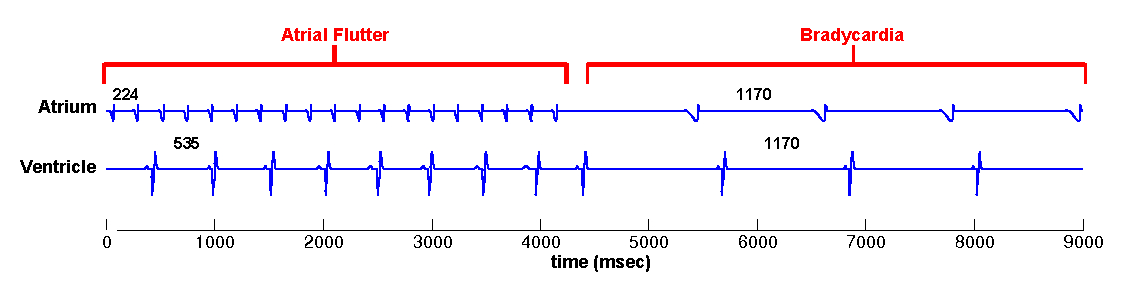 Atrial Flutter Bradycardia
Atrium 224 1170
Ventricle 535 1170
0 1000 2000 3000 4000 5000 6000 7000 8000 9000
time (msec)